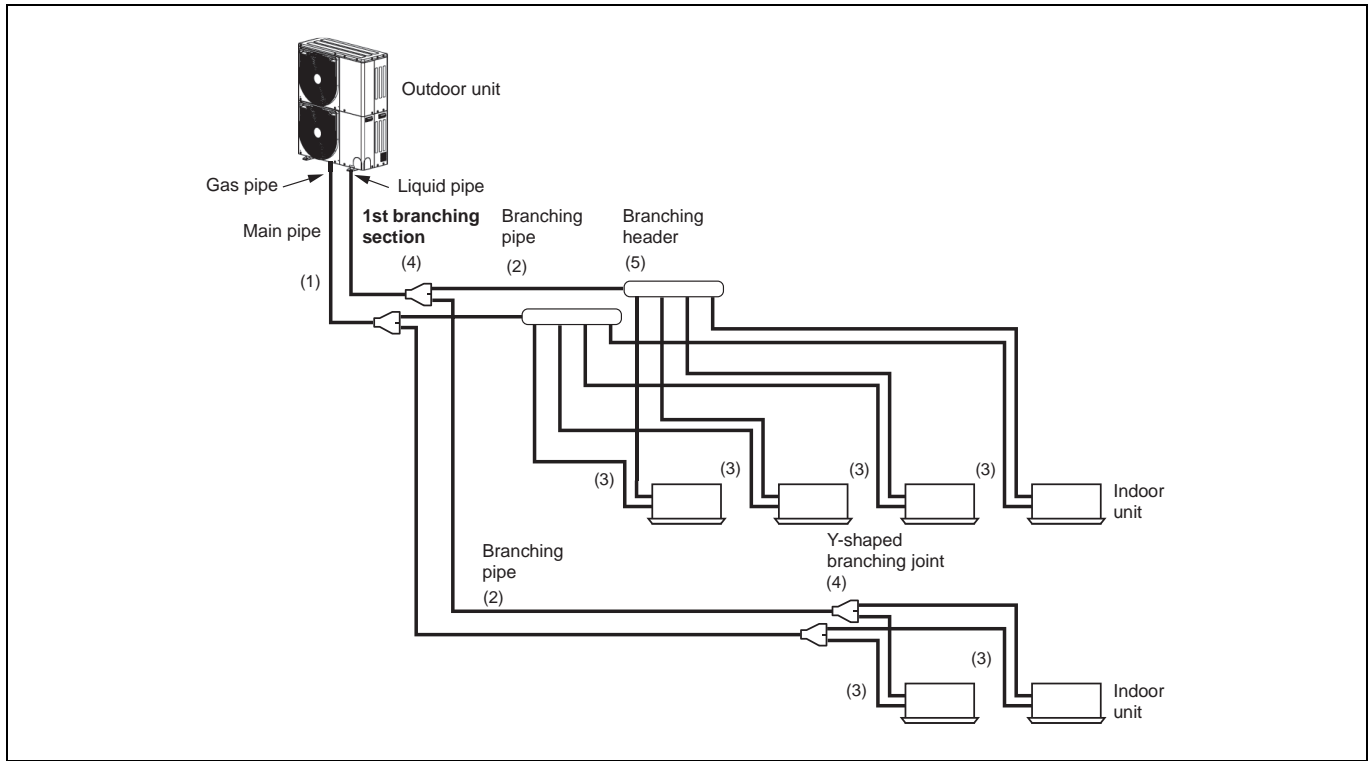 Outdoor unit
Gas pipe
Liquid pipe
Main pipe
1st branching
section
(4)
Branching
pipe
(2)
Branching
header
(5)
(1)
(3)
(3)
(3)
(3)
Indoor
unit
Branching
pipe
(2)
Y-shaped
branching joint
(4)
(3)
(3)
Indoor
unit